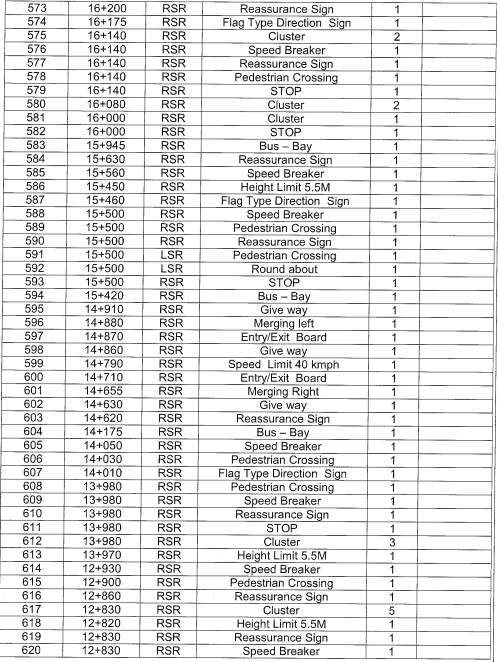 573 16+200 RSR Reassurance Sign 1
574 16+175 RSR Flag Type Direction Sign 1
575 16+140 RSR Cluster 2
576 16+140 RSR Speed Breaker 1
577 16+140 RSR Reassurance Sign 1
578 16+140 RSR Pedestrian Crossing 1
579 16+140 RSR STOP 1
580 16+080 RSR Cluster 2
581 16+000 RSR Cluster 1
582 16+000 RSR STOP 1
583 15+945 RSR Bus – Bay 1
584 15+630 RSR Reassurance Sign 1
585 15+560 RSR Speed Breaker 1
586 15+450 RSR Height Limit 5.5M 1
587 15+460 RSR Flag Type Direction Sign 1
588 15+500 RSR Speed Breaker 1
589 15+500 RSR Pedestrian Crossing 1
590 15+500 RSR Reassurance Sign 1
591 15+500 LSR Pedestrian Crossing 1
592 15+500 LSR Round about 1
593 15+500 RSR STOP 1
594 15+420 RSR Bus – Bay 1
595 14+910 RSR Give way 1
596 14+880 RSR Merging left 1
597 14+870 RSR Entry/Exit Board 1
598 14+860 RSR Give way 1
599 14+790 RSR Speed Limit 40 kmph 1
600 14+710 RSR Entry/Exit Board 1
601 14+655 RSR Merging Right 1
602 14+630 RSR Give way 1
603 14+620 RSR Reassurance Sign 1
604 14+175 RSR Bus – Bay 1
605 14+050 RSR Speed Breaker 1
606 14+030 RSR Pedestrian Crossing 1
607 14+010 RSR Flag Type Direction Sign 1
608 13+980 RSR Pedestrian Crossing 1
609 13+980 RSR Speed Breaker 1
610 13+980 RSR Reassurance Sign 1
611 13+980 RSR STOP 1
612 13+980 RSR Cluster 3
613 13+970 RSR Height Limit 5.5M 1
614 12+930 RSR Speed Breaker 1
615 12+900 RSR Pedestrian Crossing 1
616 12+860 RSR Reassurance Sign 1
617 12+830 RSR Cluster 5
618 12+820 RSR Height Limit 5.5M 1
619 12+830 RSR Reassurance Sign 1
620 12+830 RSR Speed Breaker 1